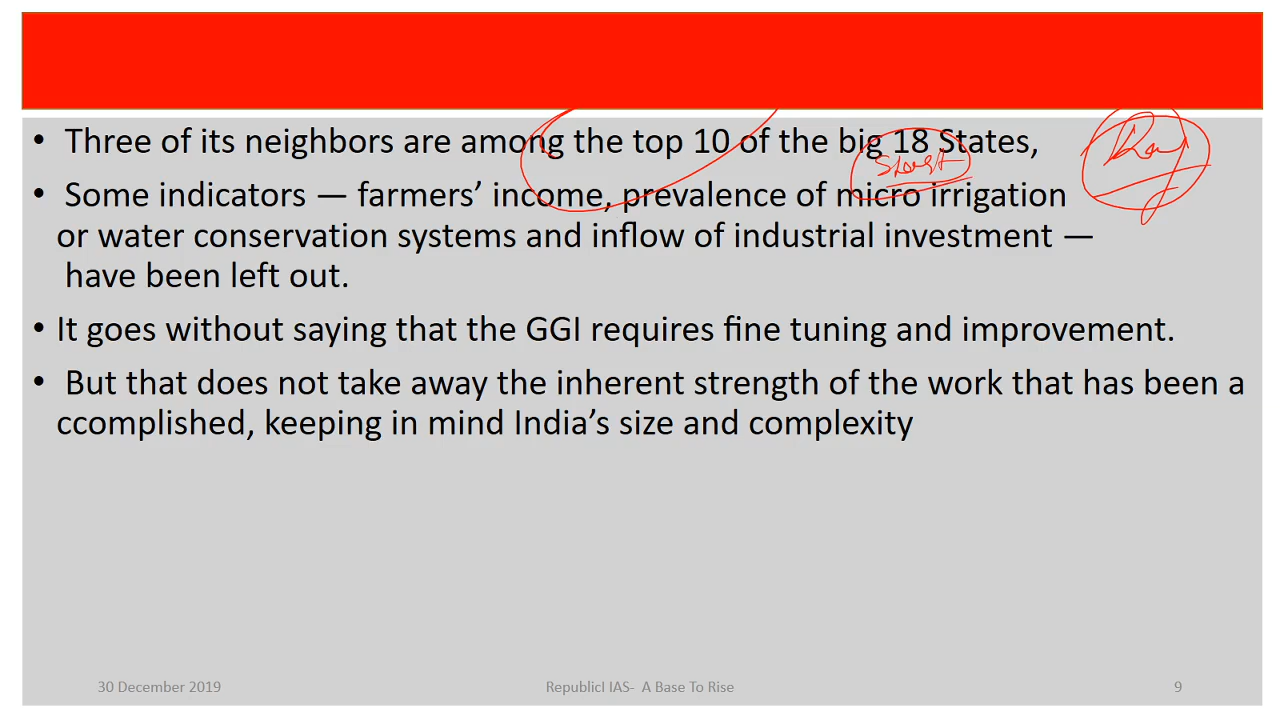 • Three of its neighbors are among the top 10 of the big 18 States,
• Some indicators — farmers’ income, prevalence of micro irrigation
or water conservation systems and inflow of industrial investment —
have been left out.
• It goes without saying that the GGI requires fine tuning and improvement.
• But that does not take away the inherent strength of the work that has been a
ccomplished, keeping in mind India’s size and complexity
30 December 2019 RepublicI IAS- A Base To Rise 9